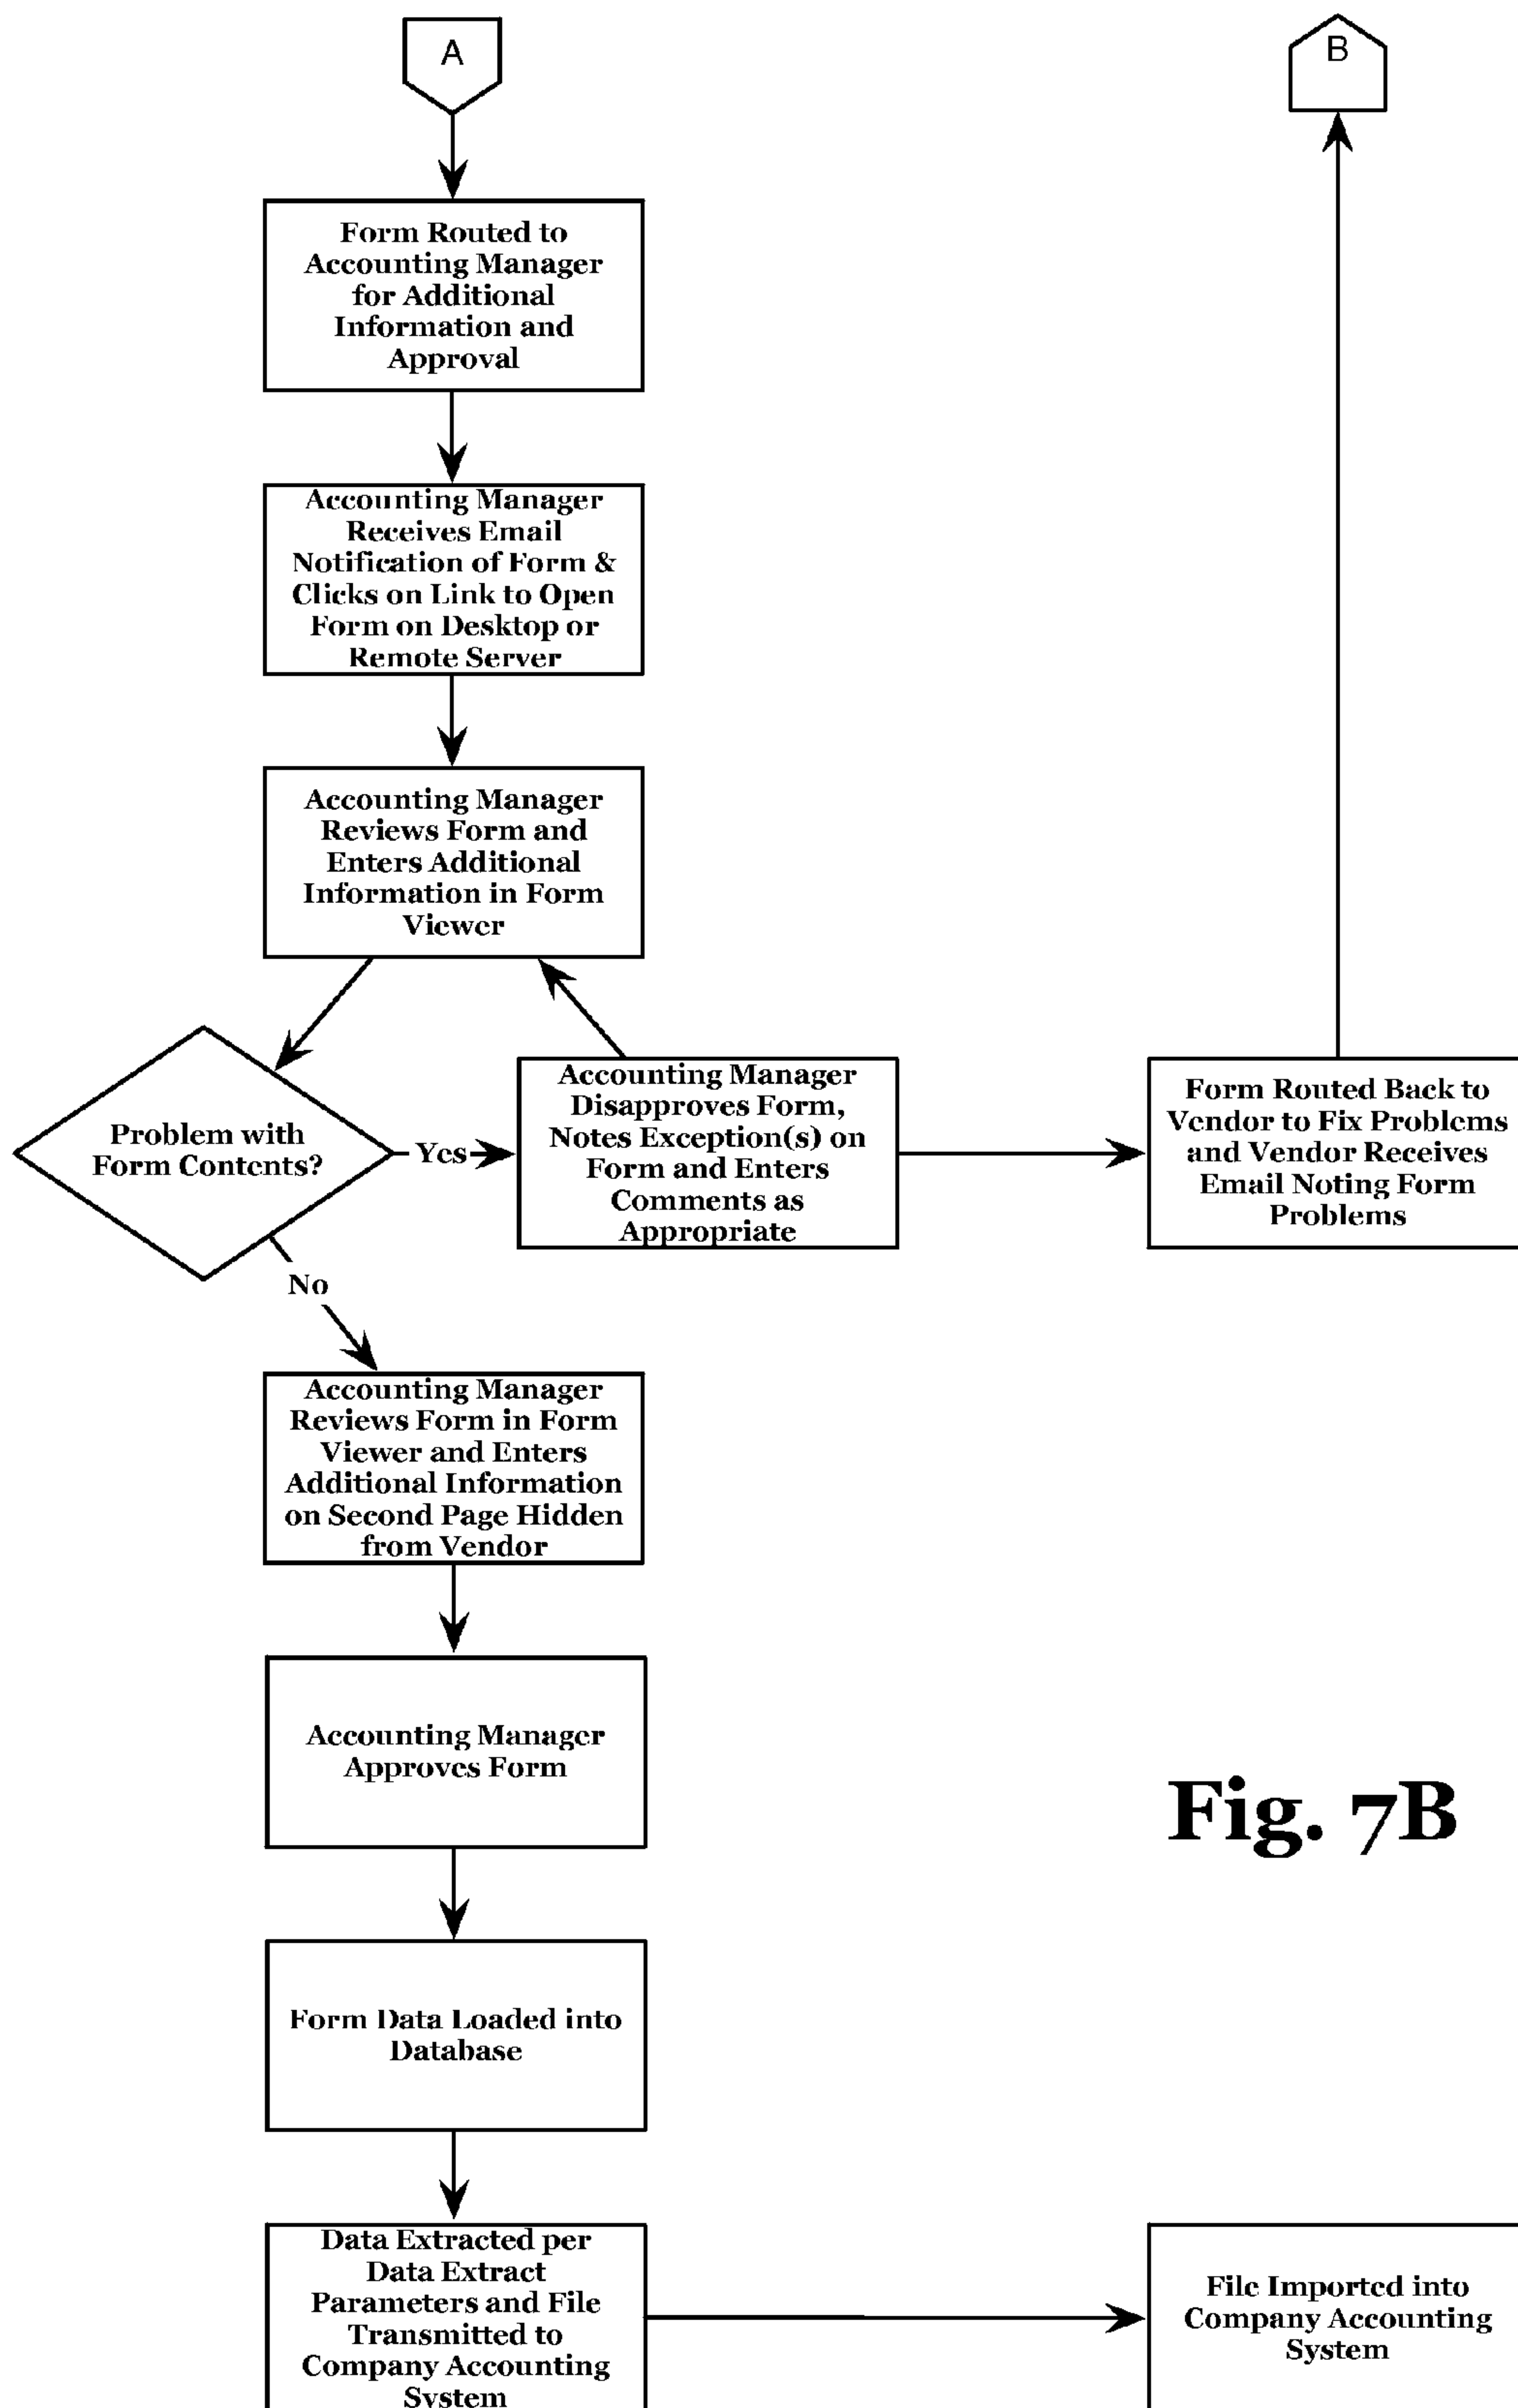 A
B
Form Routed to
Accounting Manager
for Additional
Information and
Approval
Accounting Manager
Receives Email
Notification of Form &
Clicks on Link to Open
Form on Desktop or
Remote Server
Accounting Manager
Reviews Form and
Enters Additional
Information in Form
Viewer
Problem with
Form Contents?
Yes
Accounting Manager
Disapproves Form,
Notes Exception(s) on
Form and Enters
Comments as
Appropriate
Form Routed Back to
Vendor to Fix Problems
and Vendor Receives
Email Noting Form
Problems
No
Accounting Manager
Reviews Form in Form
Viewer and Enters
Additional Information
on Second Page Hidden
from Vendor
Accounting Manager
Approves Form
Fig. 7B
Form Data Loaded into
Database
Data Extracted per
Data Extract
Parameters and File
Transmitted to
Company Accounting
System
File Imported into
Company Accounting
System